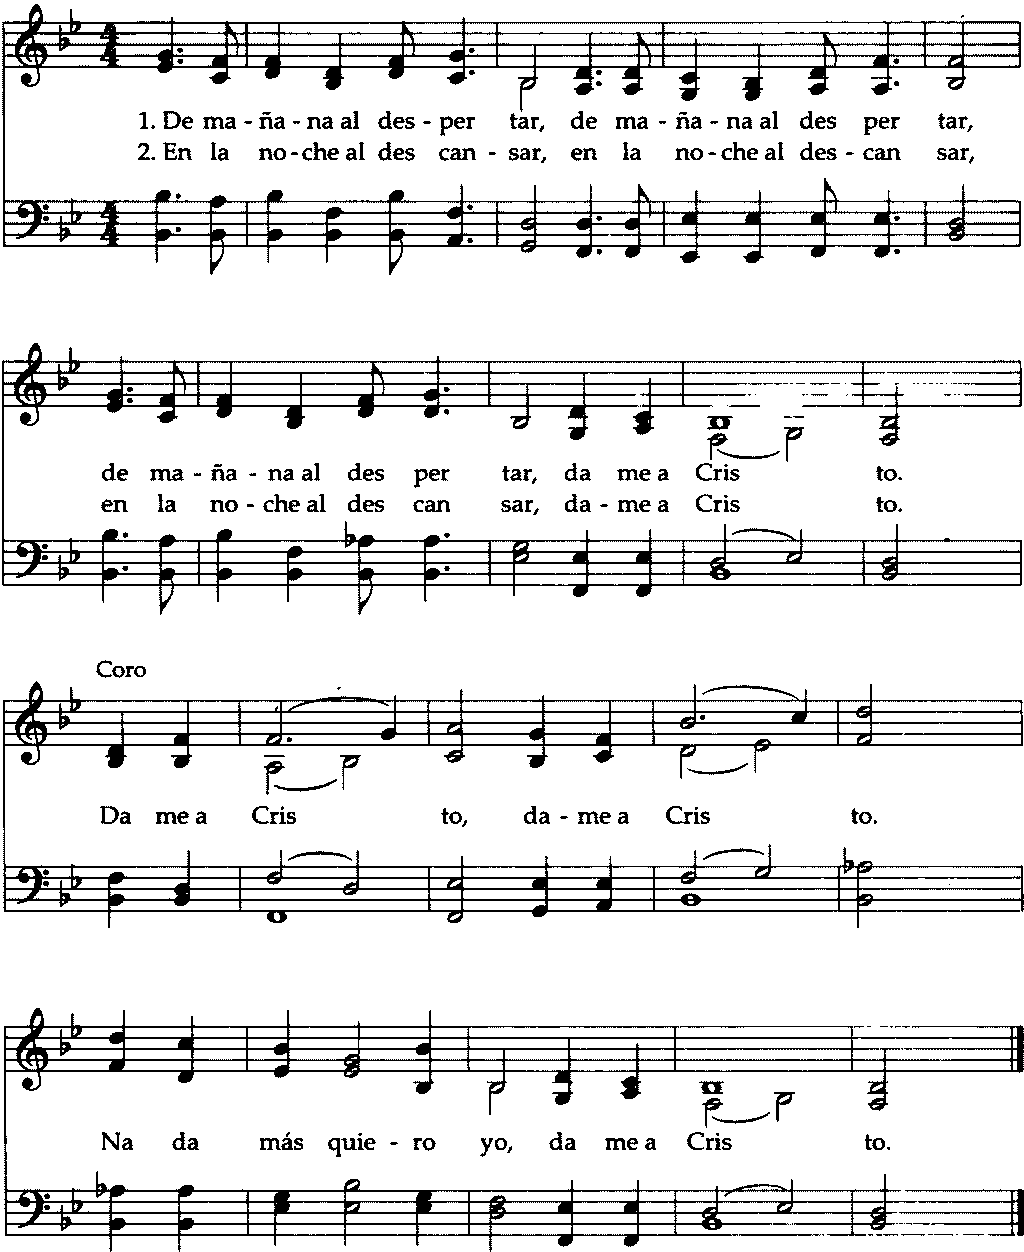 1. De ma - ña - na al des - per tar, de ma - ña - na al des per tar,
2. En la no - che al des can - sar, en la no - che al des - can sar,
de ma - ña - na al des per tar, da me a Cris to.
en la no - che al des can sar, da - me a Cris to.
Coro
Da me a Cris to, da - me a Cris to.
Na da más quie - ro yo, da me a Cris to.